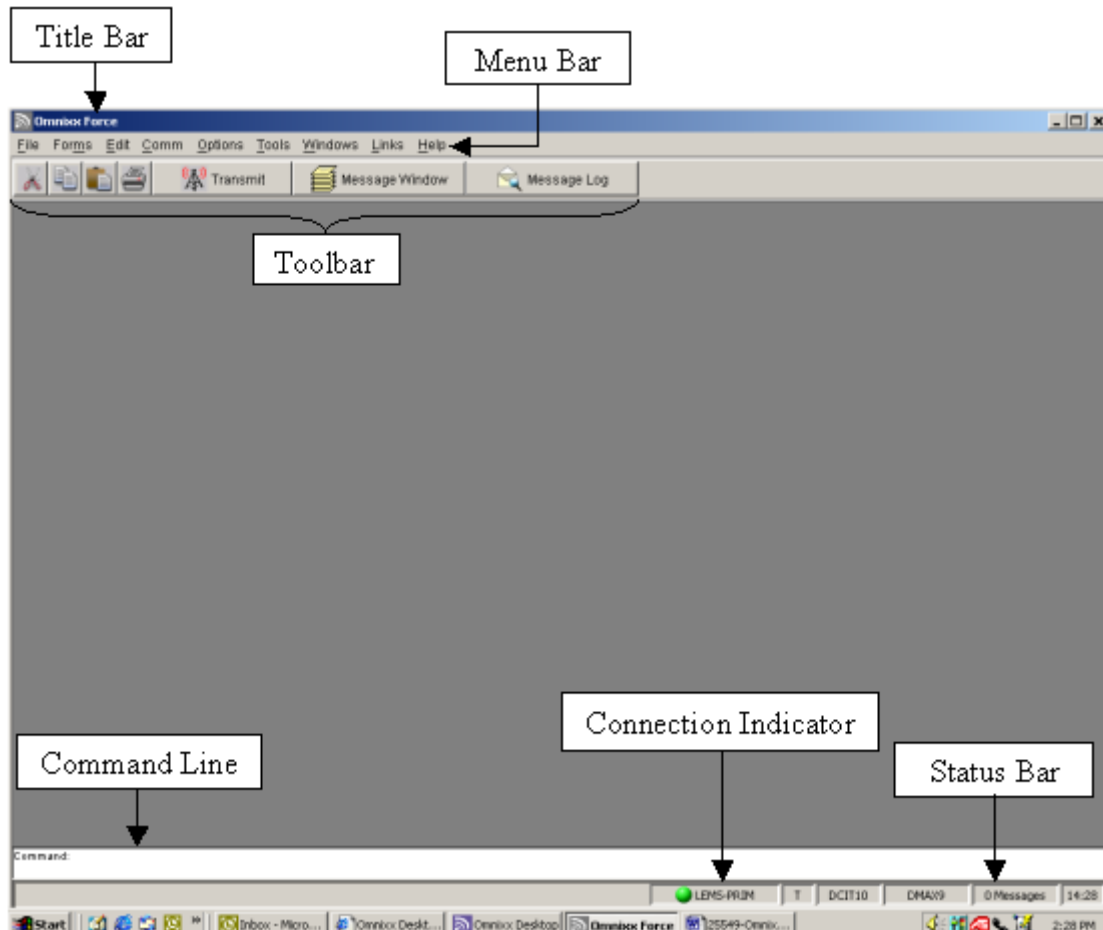 Title Bar
Menu Bar
Omnixx Force
File Forms Edit Comm Options Tools Windows Links Help
Transmit Message Window Message Log
Toolbar
Connection Indicator
Command Line
Status Bar
Command:
LEMS-PRIM T DCIT10 DMAX9 0 Messages 14:28
Start Inbox - Micro... Omnixx Deskt... Omnixx Desktop Omnixx Force 25549-Omnix... 2:28 PM